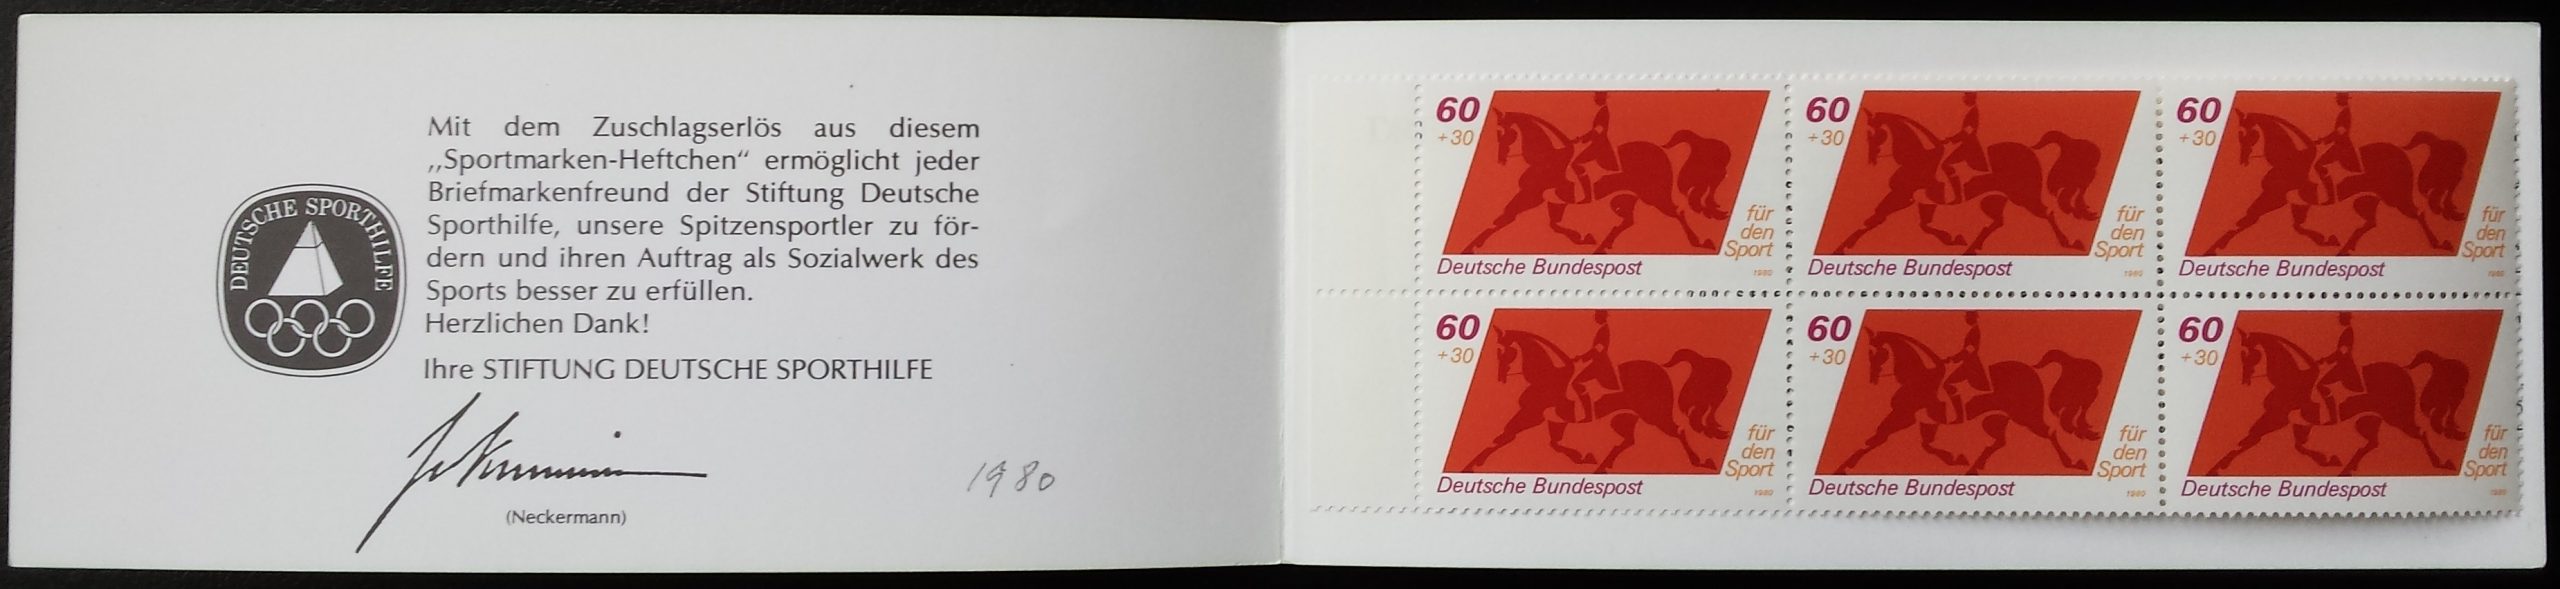 DEUTSCHE SPORTHILFE
Mit dem Zuschlagserlös aus diesem
„Sportmarken-Heftchen“ ermöglicht jeder
Briefmarkenfreund der Stiftung Deutsche
Sporthilfe, unsere Spitzensportler zu för-
dern und ihren Auftrag als Sozialwerk des
Sports besser zu erfüllen.
Herzlichen Dank!
Ihre STIFTUNG DEUTSCHE SPORTHILFE
(Neckermann)
1980
60
+30
für
den
Sport
Deutsche Bundespost
1980
60
+30
für
den
Sport
Deutsche Bundespost
1980
60
+30
für
den
Sport
Deutsche Bundespost
1980
60
+30
für
den
Sport
Deutsche Bundespost
1980
60
+30
für
den
Sport
Deutsche Bundespost
1980
60
+30
für
den
Sport
Deutsche Bundespost
1980